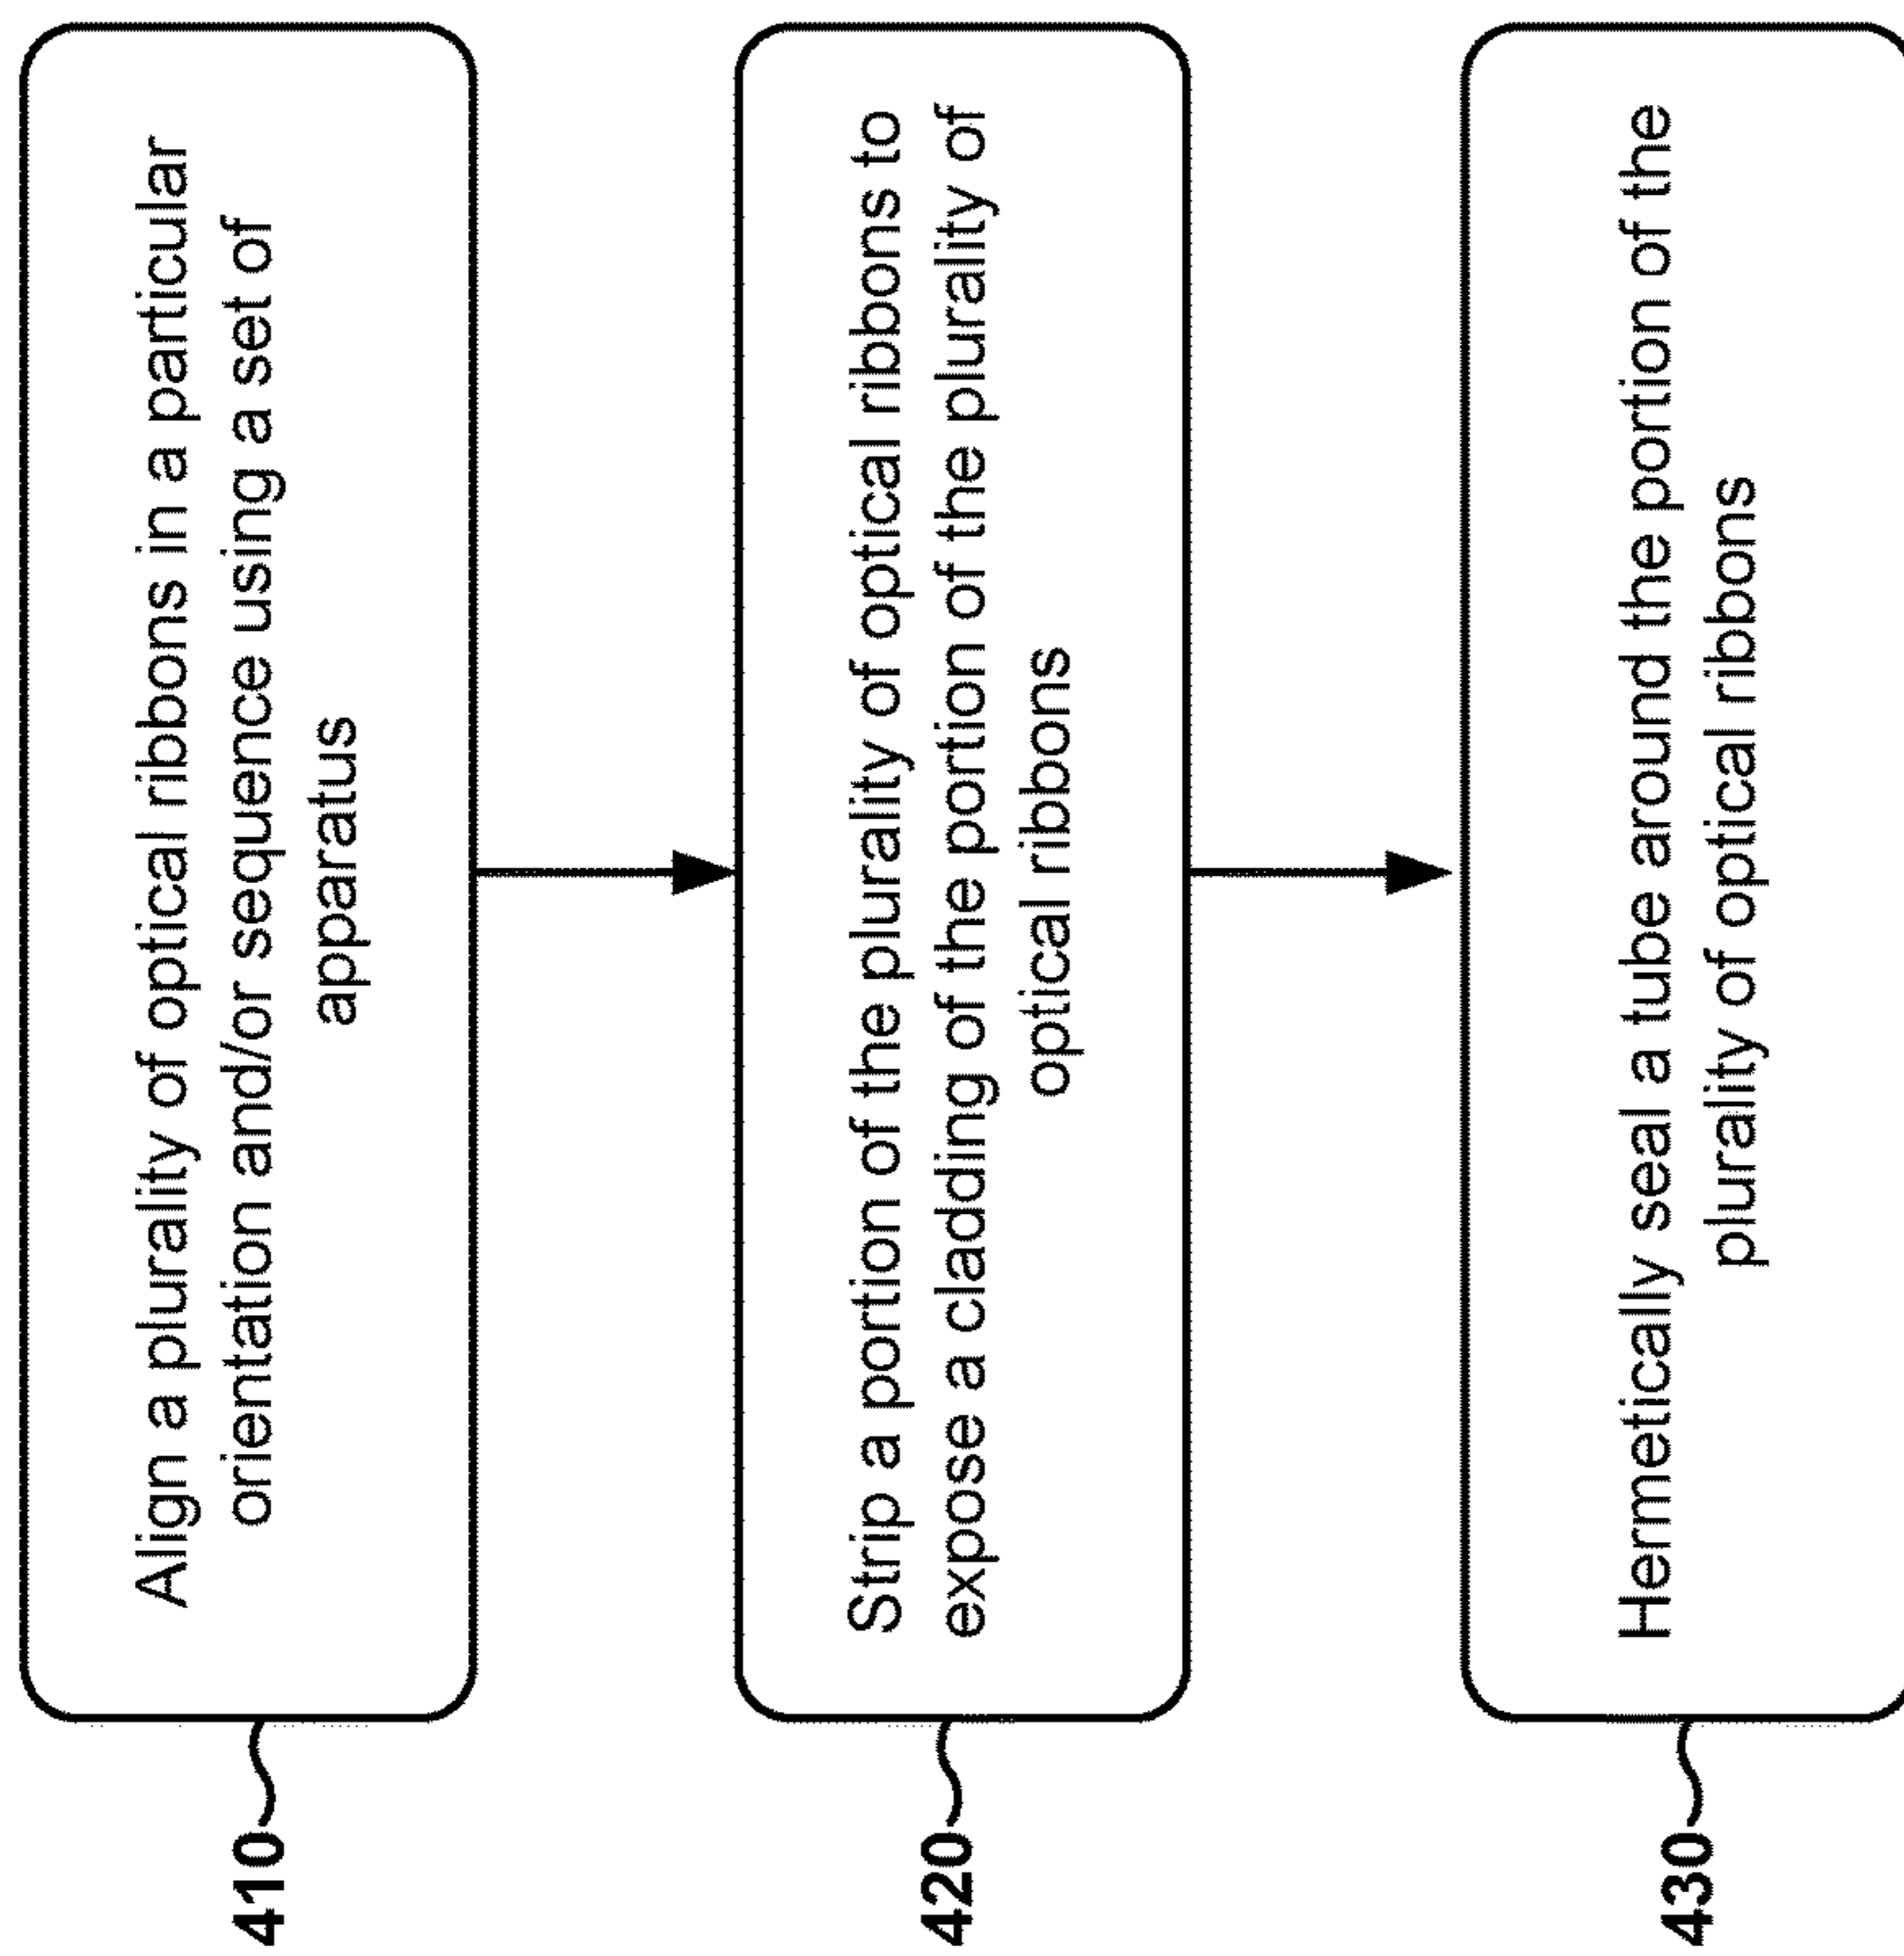 410
Align a plurality of optical ribbons in a particular
orientation and/or sequence using a set of
apparatus
420
Strip a portion of the plurality of optical ribbons to
expose a cladding of the portion of the plurality of
optical ribbons
430
Hermetically seal a tube around the portion of the
plurality of optical ribbons